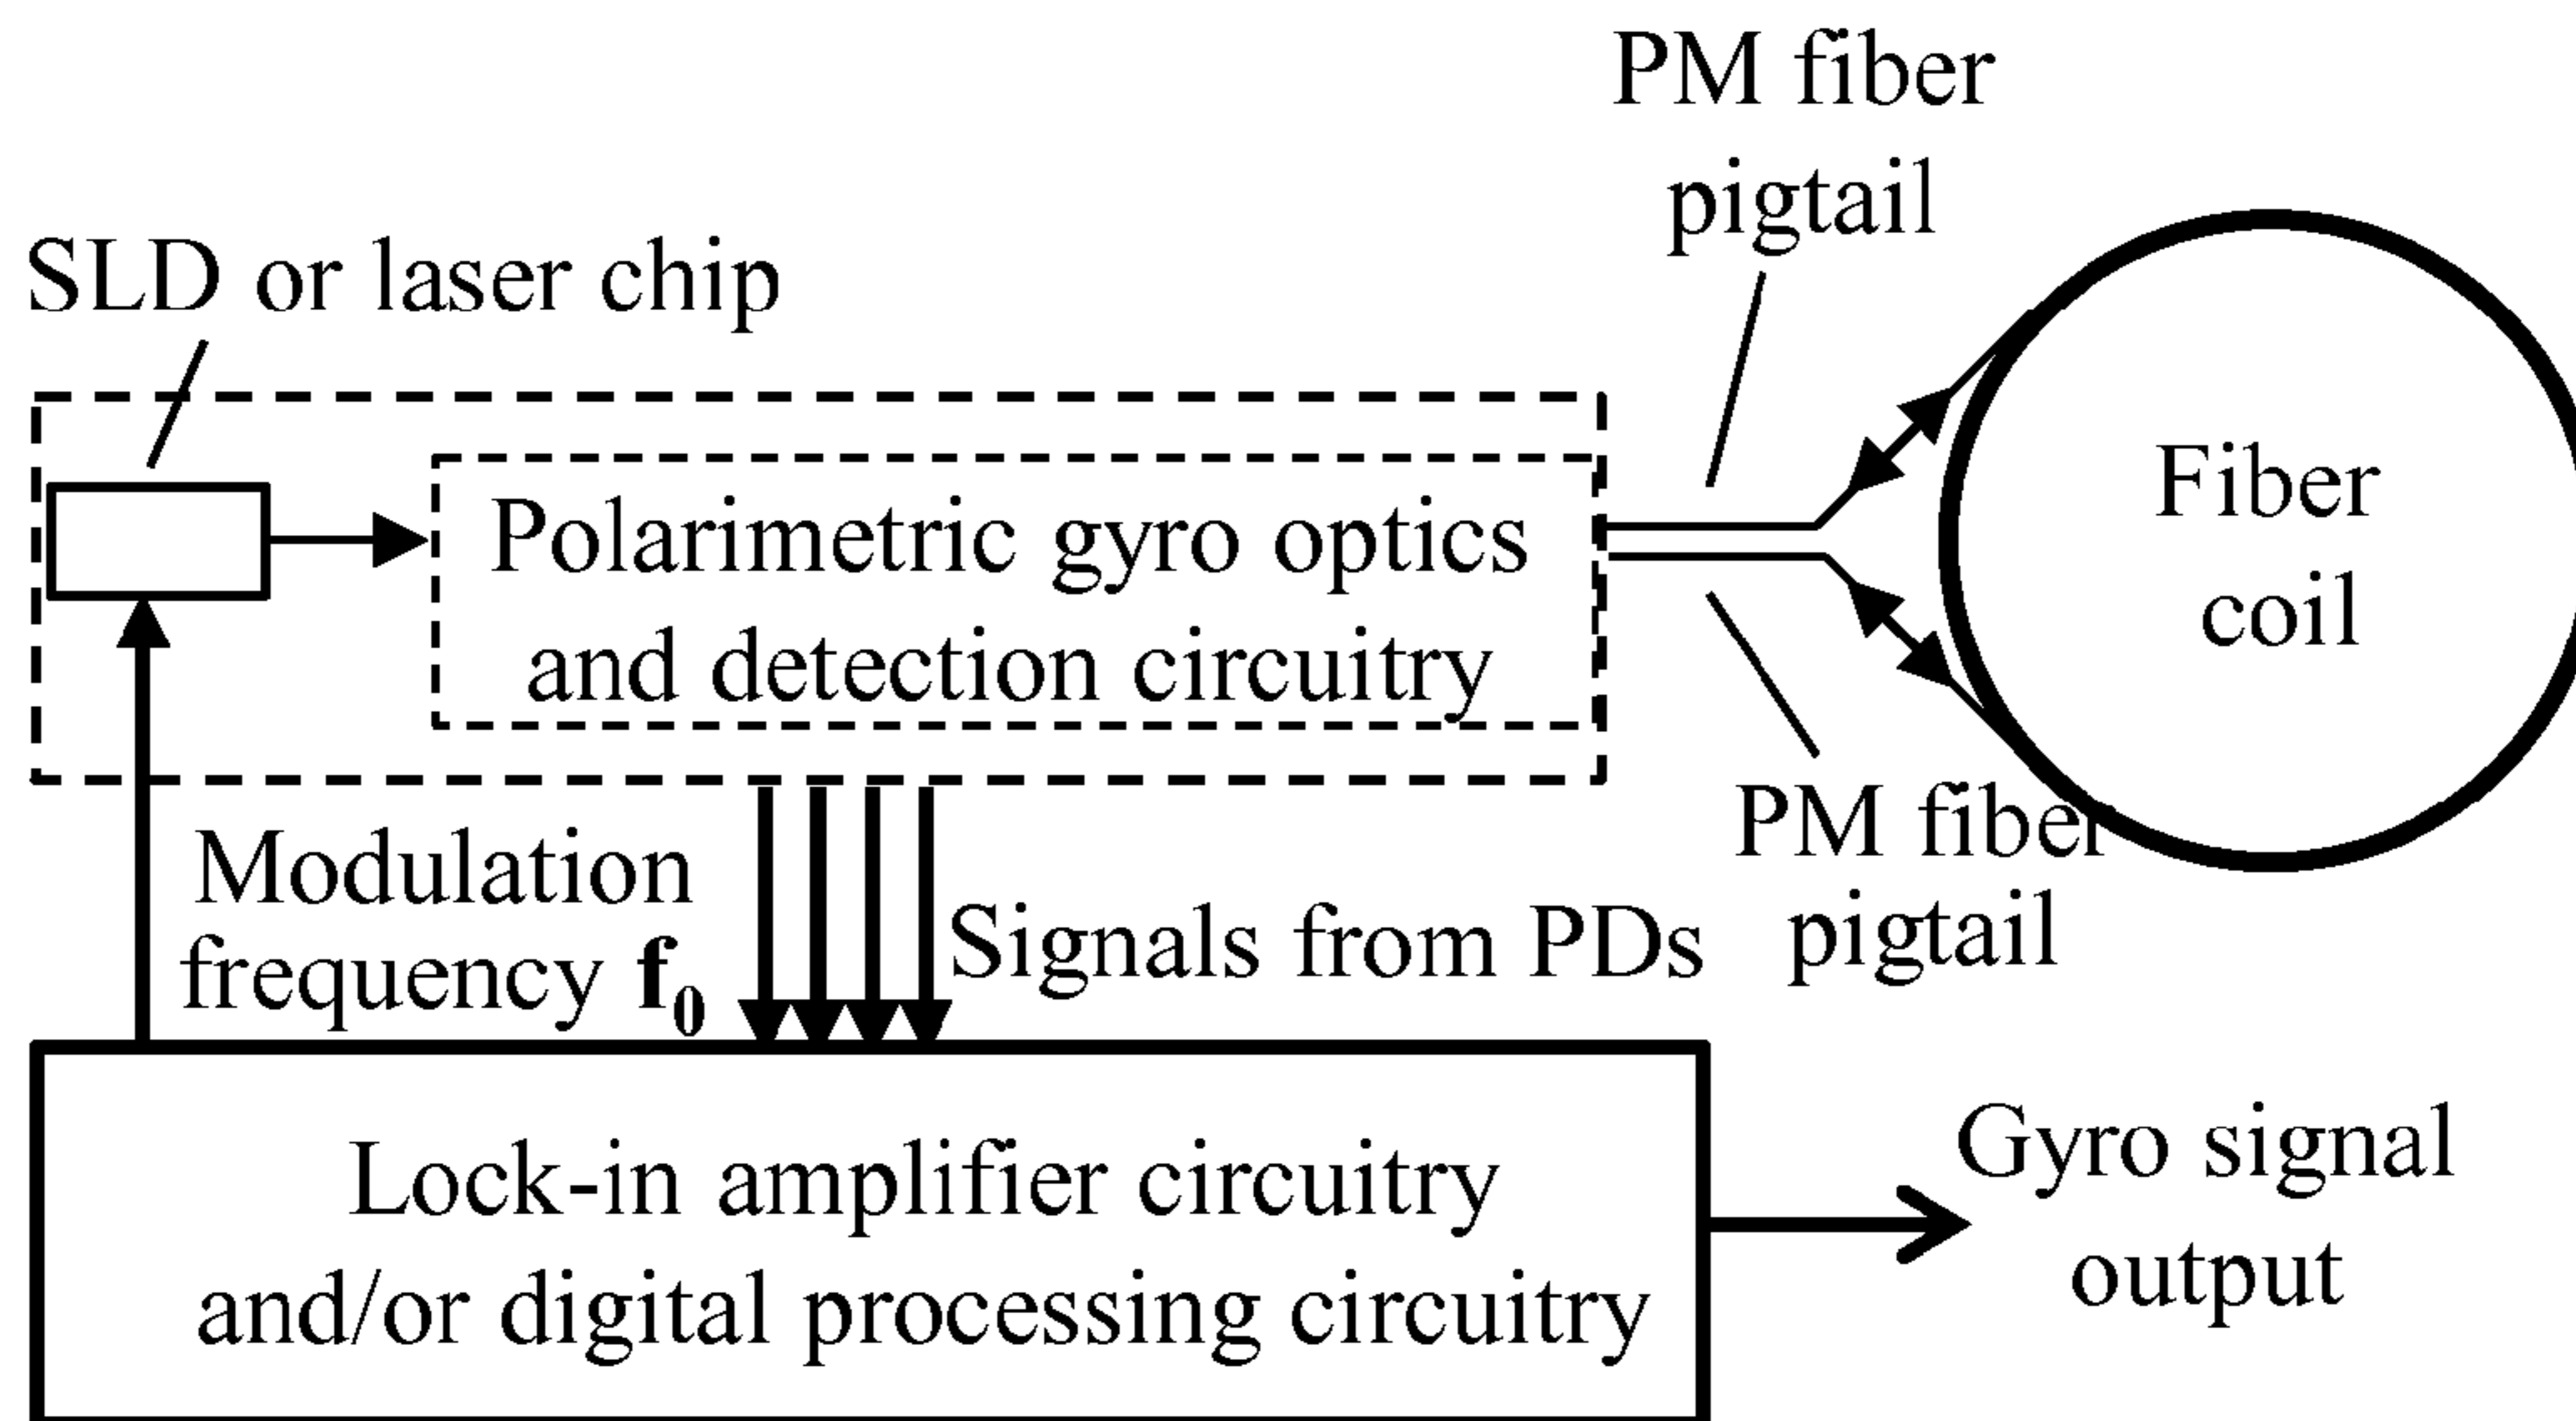 PM fiber
pigtail
SLD or laser chip
Polarimetric gyro optics
and detection circuitry
Fiber
coil
PM fiber
pigtail
Modulation
frequency f₀
Signals from PDs
Lock-in amplifier circuitry
and/or digital processing circuitry
Gyro signal
output